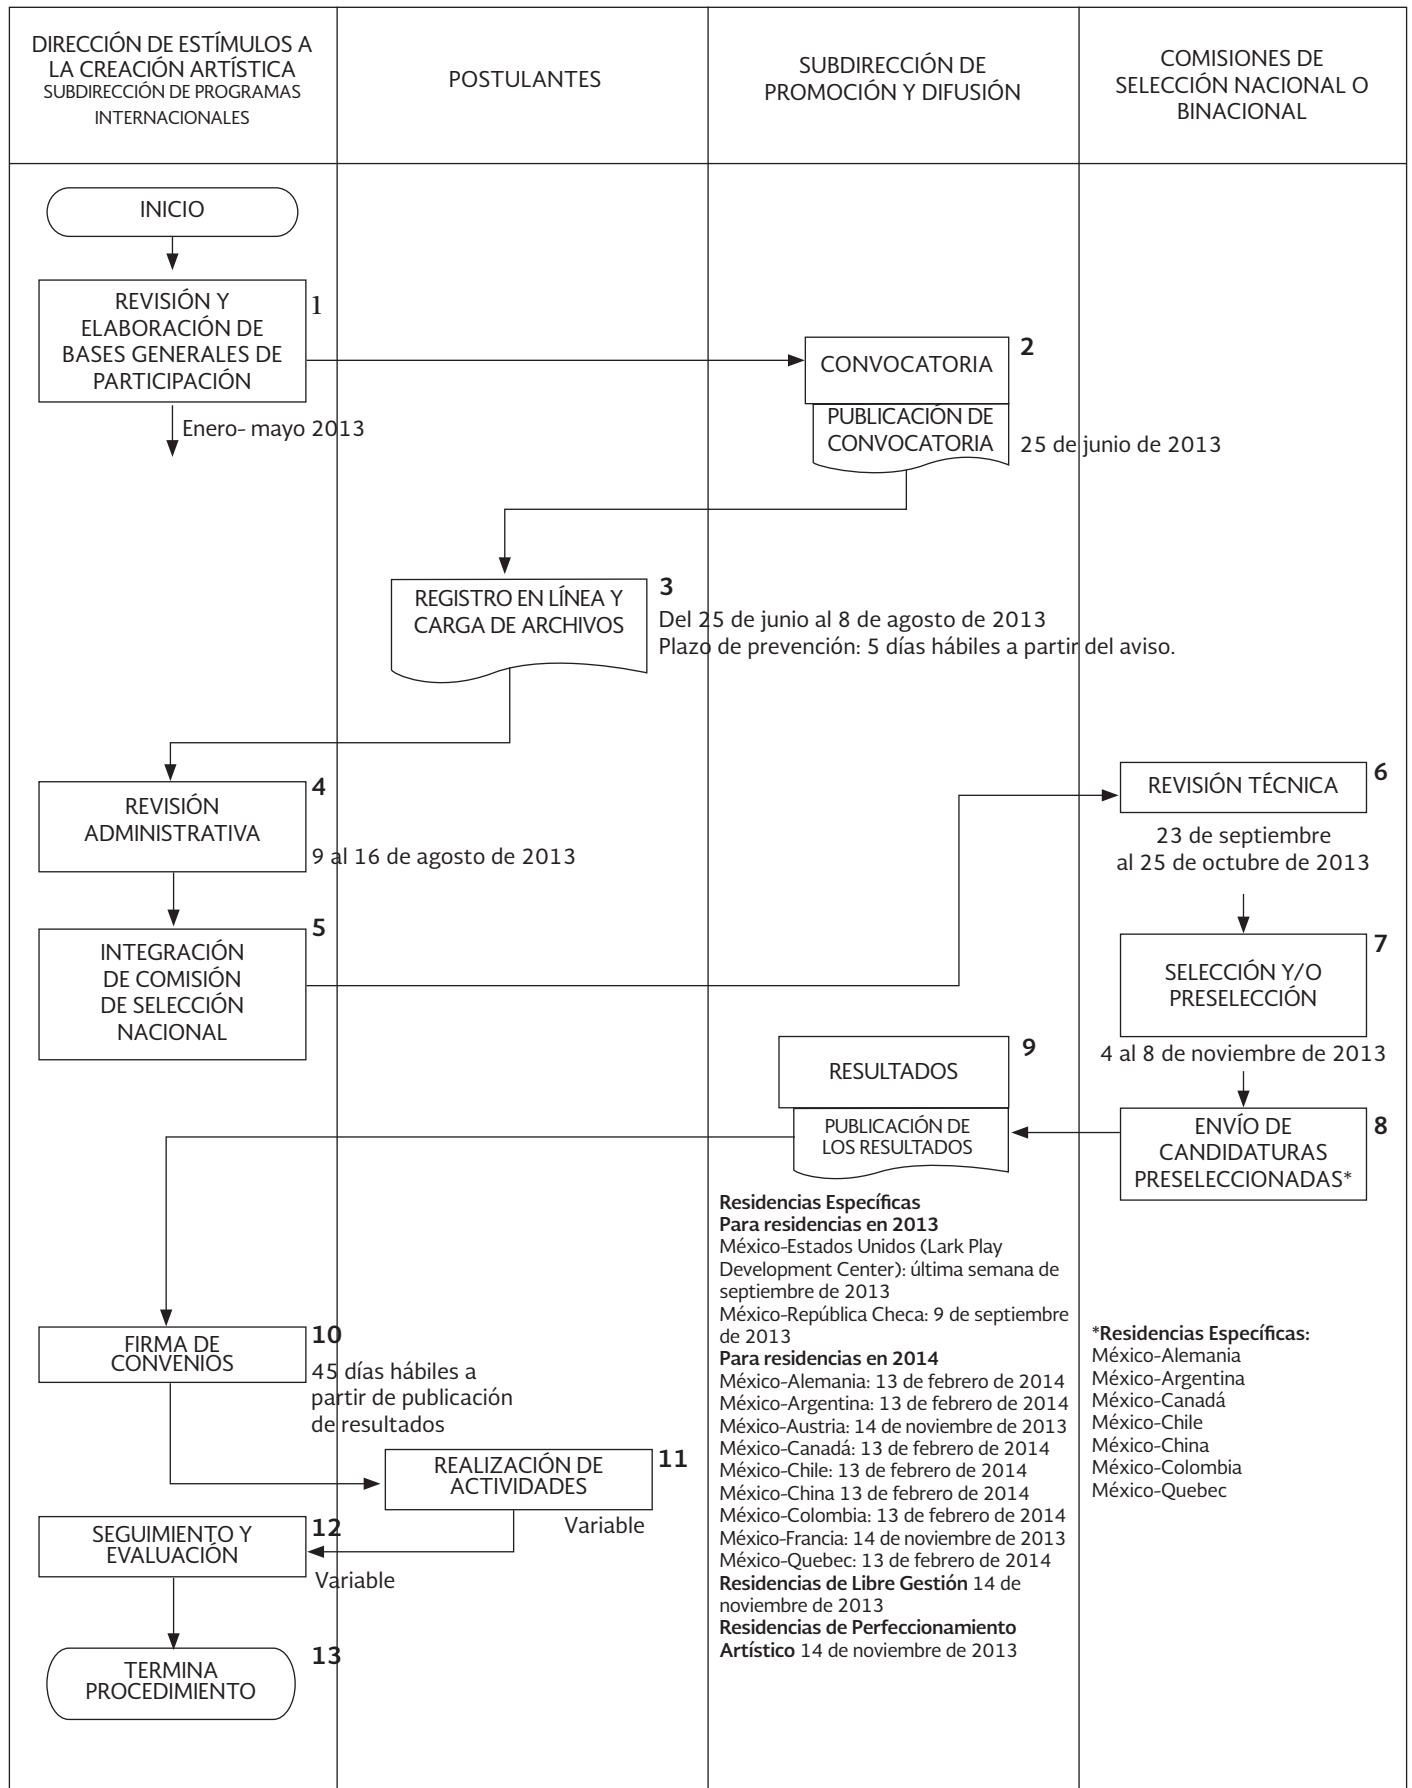 DIRECCIÓN DE ESTÍMULOS A
LA CREACIÓN ARTÍSTICA
SUBDIRECCIÓN DE PROGRAMAS
INTERNACIONALES
POSTULANTES
SUBDIRECCIÓN DE
PROMOCIÓN Y DIFUSIÓN
COMISIONES DE
SELECCIÓN NACIONAL O
BINACIONAL
INICIO
1
REVISIÓN Y
ELABORACIÓN DE
BASES GENERALES DE
PARTICIPACIÓN
Enero- mayo 2013
2
CONVOCATORIA
PUBLICACIÓN DE
CONVOCATORIA
25 de junio de 2013
3
REGISTRO EN LÍNEA Y
CARGA DE ARCHIVOS
Del 25 de junio al 8 de agosto de 2013
Plazo de prevención: 5 días hábiles a partir del aviso.
4
REVISIÓN
ADMINISTRATIVA
9 al 16 de agosto de 2013
5
INTEGRACIÓN
DE COMISIÓN
DE SELECCIÓN
NACIONAL
6
REVISIÓN TÉCNICA
23 de septiembre
al 25 de octubre de 2013
7
SELECCIÓN Y/O
PRESELECCIÓN
4 al 8 de noviembre de 2013
8
ENVÍO DE
CANDIDATURAS
PRESELECCIONADAS*
9
RESULTADOS
PUBLICACIÓN DE
LOS RESULTADOS
Residencias Específicas
Para residencias en 2013
México-Estados Unidos (Lark Play
Development Center): última semana de
septiembre de 2013
México-República Checa: 9 de septiembre
de 2013
Para residencias en 2014
México-Alemania: 13 de febrero de 2014
México-Argentina: 13 de febrero de 2014
México-Austria: 14 de noviembre de 2013
México-Canadá: 13 de febrero de 2014
México-Chile: 13 de febrero de 2014
México-China 13 de febrero de 2014
México-Colombia: 13 de febrero de 2014
México-Francia: 14 de noviembre de 2013
México-Quebec: 13 de febrero de 2014
Residencias de Libre Gestión 14 de
noviembre de 2013
Residencias de Perfeccionamiento
Artístico 14 de noviembre de 2013
*Residencias Específicas:
México-Alemania
México-Argentina
México-Canadá
México-Chile
México-China
México-Colombia
México-Quebec
10
FIRMA DE
CONVENIOS
45 días hábiles a
partir de publicación
de resultados
11
REALIZACIÓN DE
ACTIVIDADES
Variable
12
SEGUIMIENTO Y
EVALUACIÓN
Variable
13
TERMINA
PROCEDIMIENTO